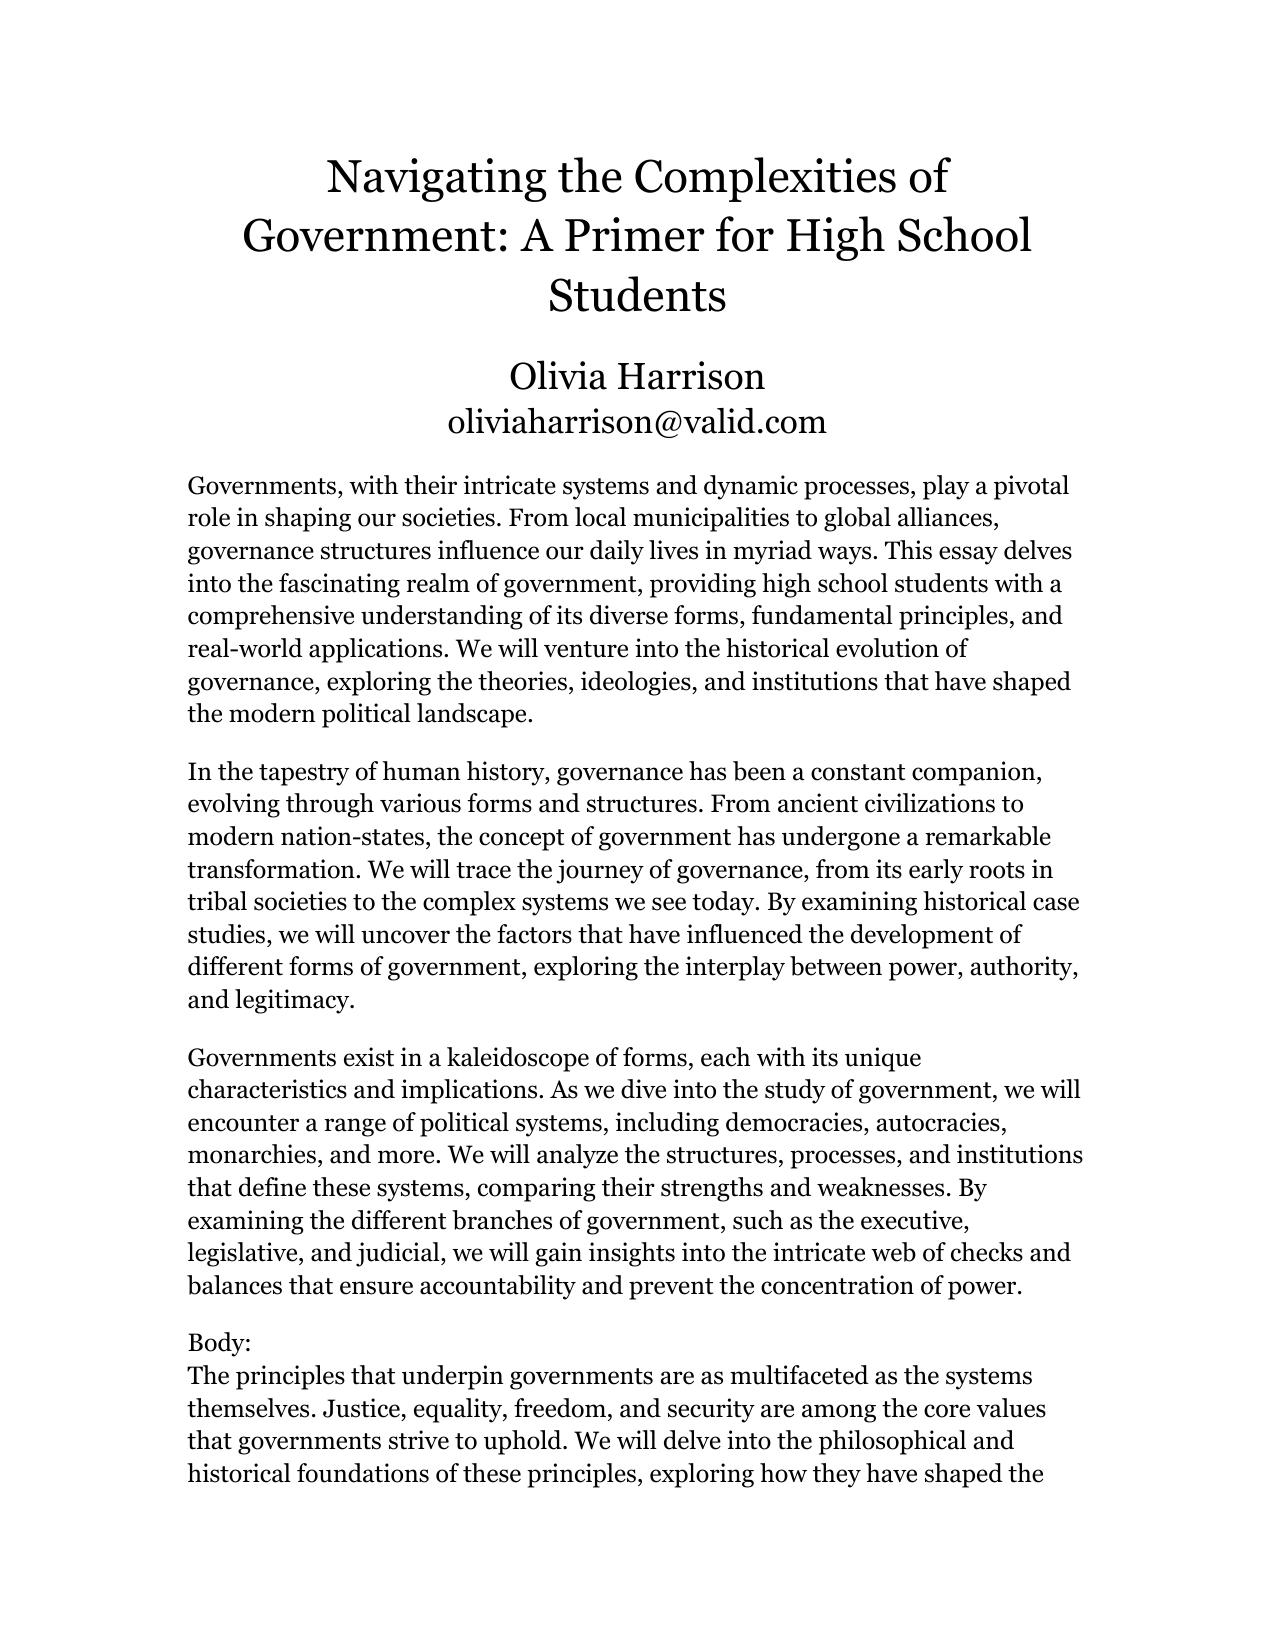 Navigating the Complexities of
Government: A Primer for High School
Students
Olivia Harrison
oliviaharrison@valid.com
Governments, with their intricate systems and dynamic processes, play a pivotal
role in shaping our societies. From local municipalities to global alliances,
governance structures influence our daily lives in myriad ways. This essay delves
into the fascinating realm of government, providing high school students with a
comprehensive understanding of its diverse forms, fundamental principles, and
real-world applications. We will venture into the historical evolution of
governance, exploring the theories, ideologies, and institutions that have shaped
the modern political landscape.
In the tapestry of human history, governance has been a constant companion,
evolving through various forms and structures. From ancient civilizations to
modern nation-states, the concept of government has undergone a remarkable
transformation. We will trace the journey of governance, from its early roots in
tribal societies to the complex systems we see today. By examining historical case
studies, we will uncover the factors that have influenced the development of
different forms of government, exploring the interplay between power, authority,
and legitimacy.
Governments exist in a kaleidoscope of forms, each with its unique
characteristics and implications. As we dive into the study of government, we will
encounter a range of political systems, including democracies, autocracies,
monarchies, and more. We will analyze the structures, processes, and institutions
that define these systems, comparing their strengths and weaknesses. By
examining the different branches of government, such as the executive,
legislative, and judicial, we will gain insights into the intricate web of checks and
balances that ensure accountability and prevent the concentration of power.
Body:
The principles that underpin governments are as multifaceted as the systems
themselves. Justice, equality, freedom, and security are among the core values
that governments strive to uphold. We will delve into the philosophical and
historical foundations of these principles, exploring how they have shaped the